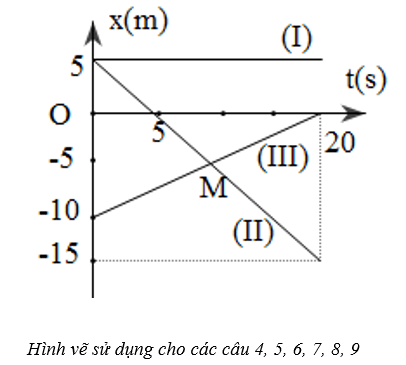 x(m)
(I)
5
t(s)
O
5
20
-5
(III)
M
-10
(II)
-15
Hình vẽ sử dụng cho các câu 4, 5, 6, 7, 8, 9